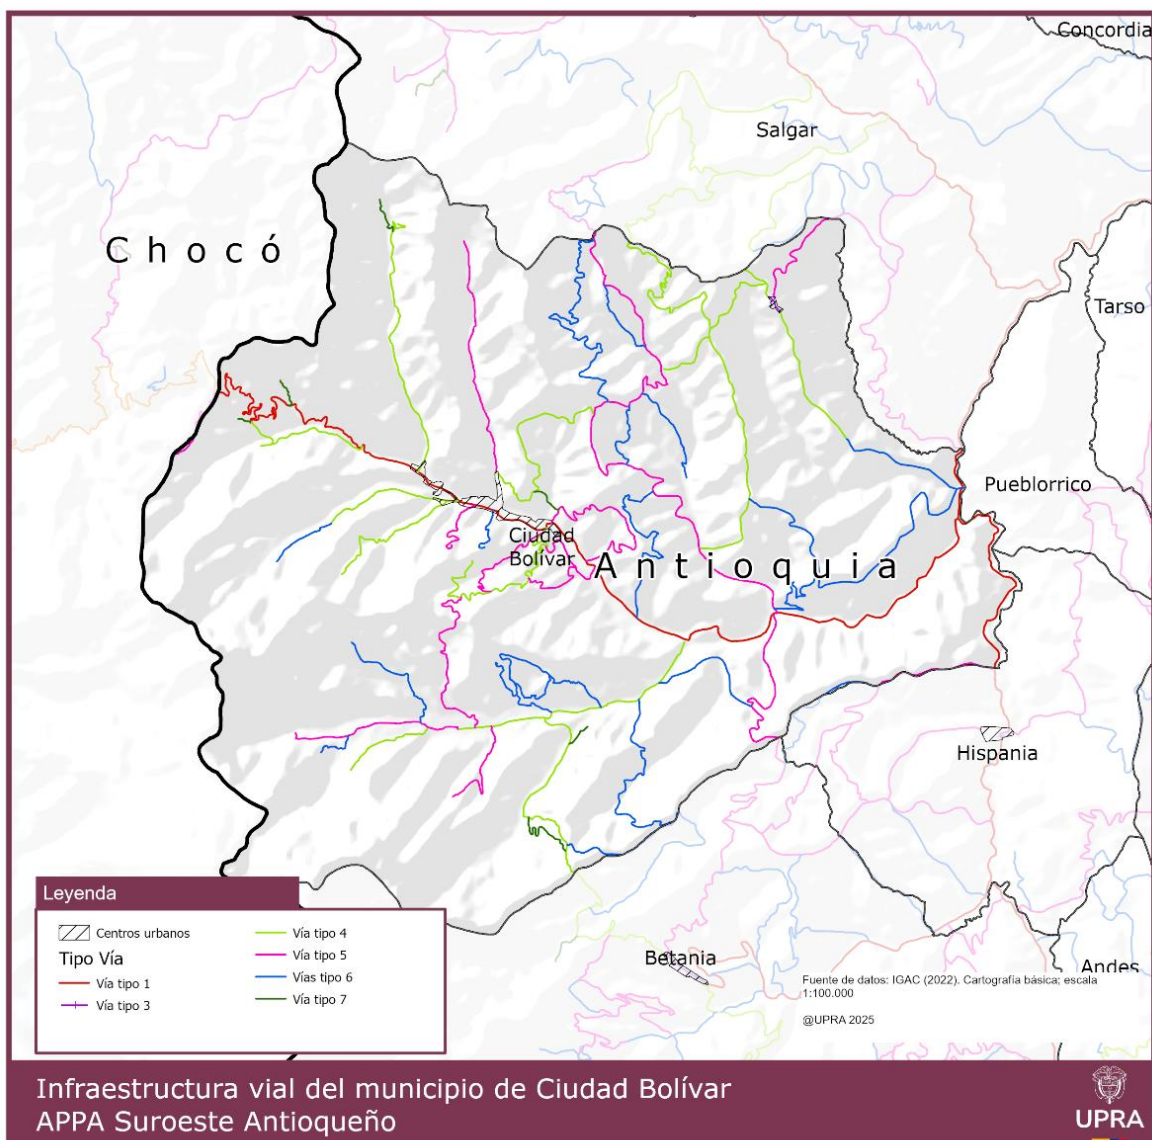 Concordia
Salgar
Chocó
Tarso
Pueblorrico
Ciudad
Bolívar
Antioquia
Hispania
Betania
Andes
Leyenda
Centros urbanos
Tipo Vía
Vía tipo 1
Vía tipo 3
Vía tipo 4
Vía tipo 5
Vías tipo 6
Vía tipo 7
Fuente de datos: IGAC (2022). Cartografía básica; escala
1:100.000
@UPRA 2025
Infraestructura vial del municipio de Ciudad Bolívar
APPA Suroeste Antioqueño
UPRA